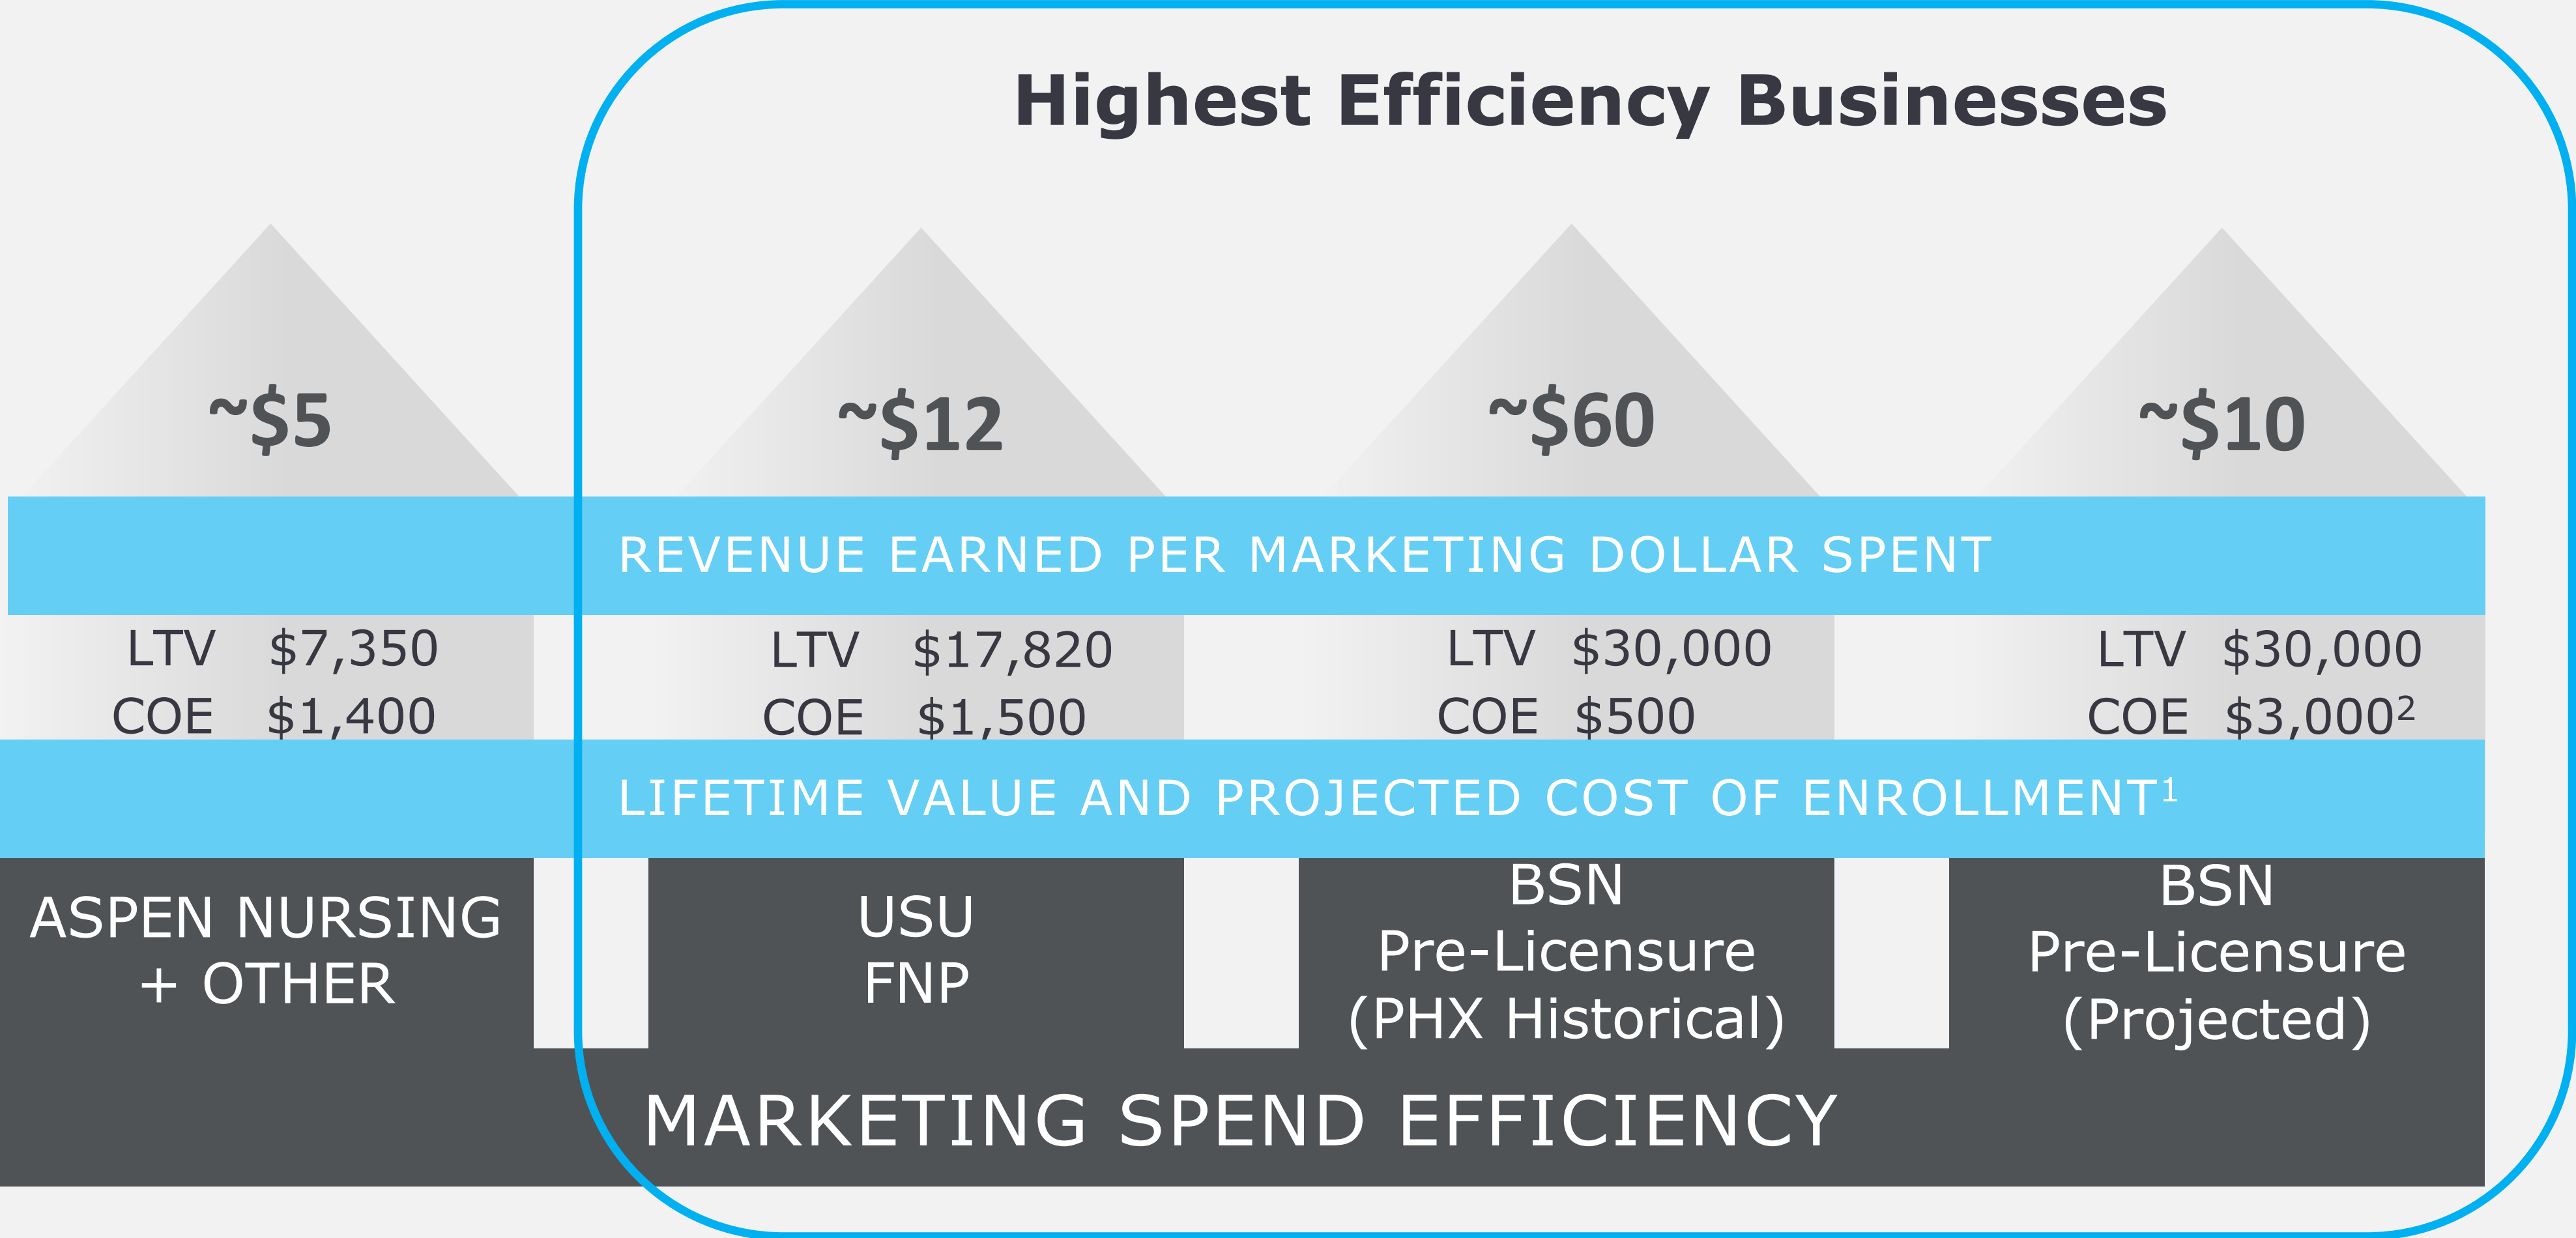 Highest Efficiency Businesses
~$5
~$12
~$60
~$10
REVENUE EARNED PER MARKETING DOLLAR SPENT
LTV $7,350
COE $1,400
LTV $17,820
COE $1,500
LTV $30,000
COE $500
LTV $30,000
COE $3,000²
LIFETIME VALUE AND PROJECTED COST OF ENROLLMENT¹
ASPEN NURSING
+ OTHER
USU
FNP
BSN
Pre-Licensure
(PHX Historical)
BSN
Pre-Licensure
(Projected)
MARKETING SPEND EFFICIENCY